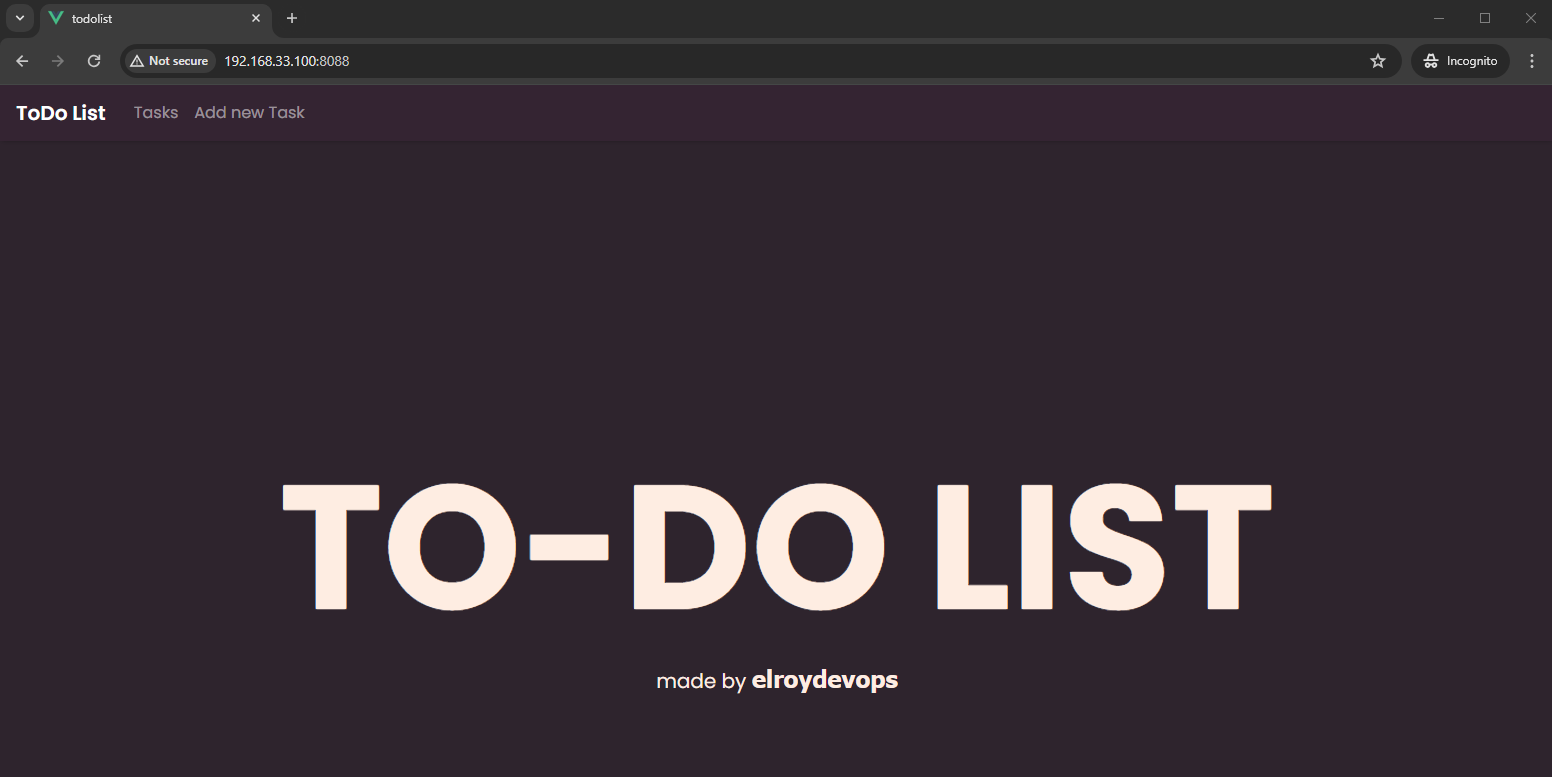 todolist
Not secure 192.168.33.100:8088 Incognito
ToDo List Tasks Add new Task
TO-DO LIST
made by elroydevops